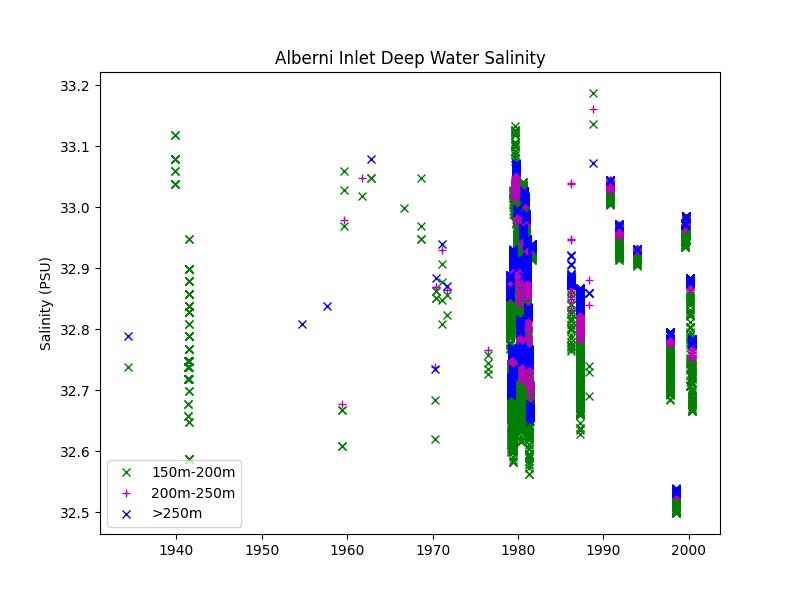 Alberni Inlet Deep Water Salinity
33.2
33.1
33.0
32.9
32.8
32.7
32.6
32.5
Salinity (PSU)
150m-200m
200m-250m
>250m
1940 1950 1960 1970 1980 1990 2000